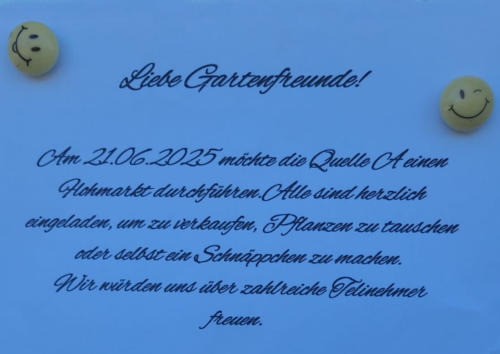 Liebe Gartenfreunde!
Am 21.06.2025 möchte die Quelle A einen
Flohmarkt durchführen. Alle sind herzlich
eingeladen, um zu verkaufen, Pflanzen zu tauschen
oder selbst ein Schnäppchen zu machen.
Wir würden uns über zahlreiche Telinehmer
freuen.